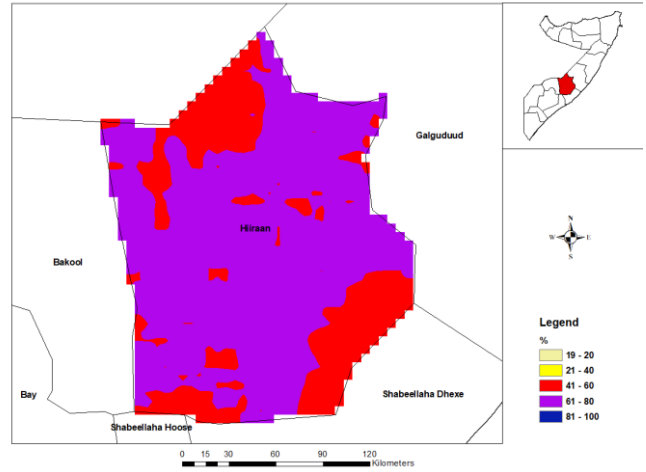 Galguduud
Hiiraan
Bakool
Bay
Shabeellaha Dhexe
Shabeellaha Hoose
N
W E
S
Legend
%
19 - 20
21 - 40
41 - 60
61 - 80
81 - 100
0 15 30 60 90 120
Kilometers